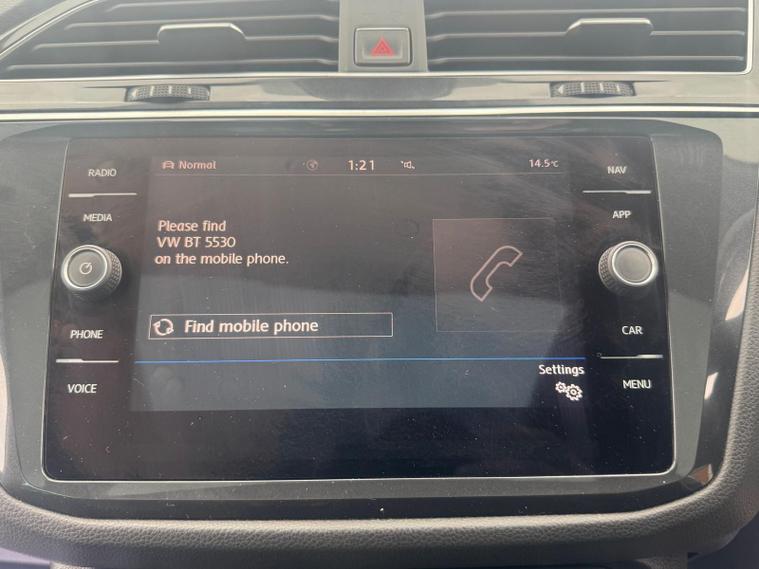 RADIO
MEDIA
PHONE
VOICE
Normal
1:21
14.5°C
Please find
VW BT 5530
on the mobile phone.
Find mobile phone
Settings
NAV
APP
CAR
MENU